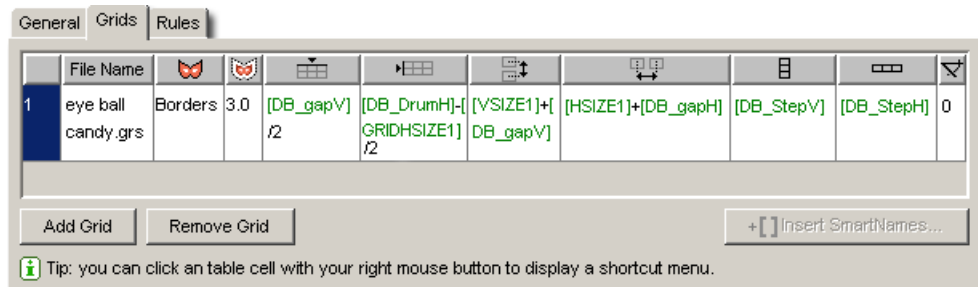 General Grids Rules
File Name
1 eye ball candy.grs Borders 3.0 [DB_gapV]/2 [DB_DrumH]-[GRIDHSIZE1]/2 [VSIZE1]+[DB_gapV] [HSIZE1]+[DB_gapH] [DB_StepV] [DB_StepH] 0
Add Grid Remove Grid +[ ] Insert SmartNames...
Tip: you can click an table cell with your right mouse button to display a shortcut menu.